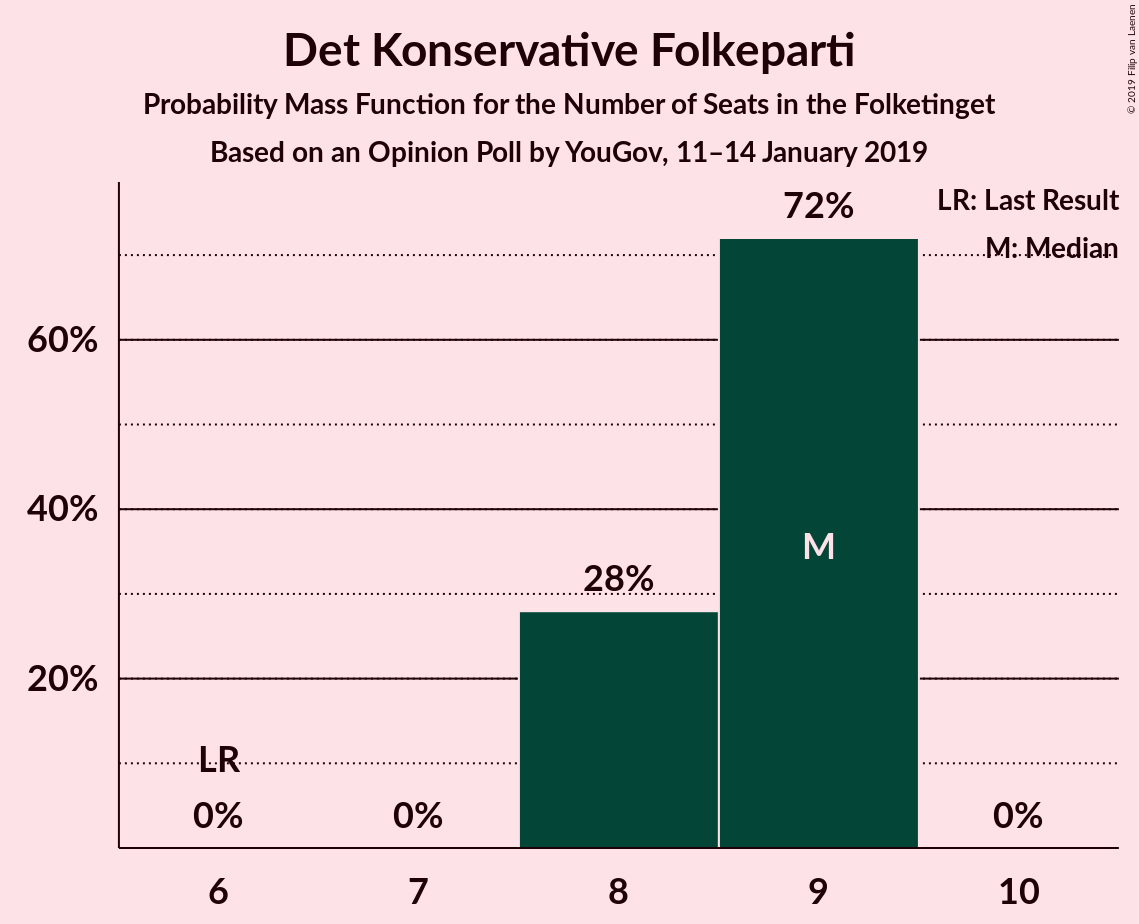 Det Konservative Folkeparti
Probability Mass Function for the Number of Seats in the Folketinget
Based on an Opinion Poll by YouGov, 11–14 January 2019
© 2019 Filip van Laenen
LR: Last Result
M: Median
72%
60%
40%
M
28%
20%
LR
0%
0%
0%
6
7
8
9
10